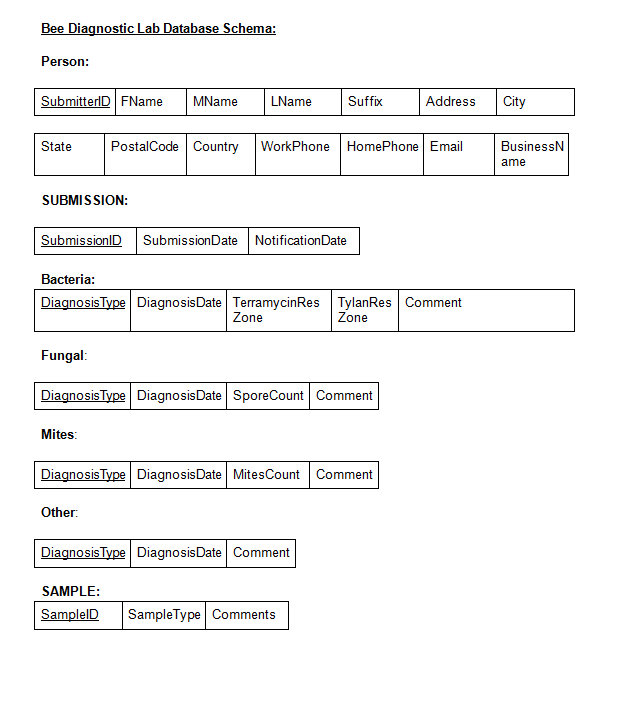 Bee Diagnostic Lab Database Schema:
Person:
SubmitterID FName MName LName Suffix Address City
State PostalCode Country WorkPhone HomePhone Email BusinessN
ame
SUBMISSION:
SubmissionID SubmissionDate NotificationDate
Bacteria:
DiagnosisType DiagnosisDate TerramycinRes TylanRes Comment
Zone Zone
Fungal:
DiagnosisType DiagnosisDate SporeCount Comment
Mites:
DiagnosisType DiagnosisDate MitesCount Comment
Other:
DiagnosisType DiagnosisDate Comment
SAMPLE:
SampleID SampleType Comments